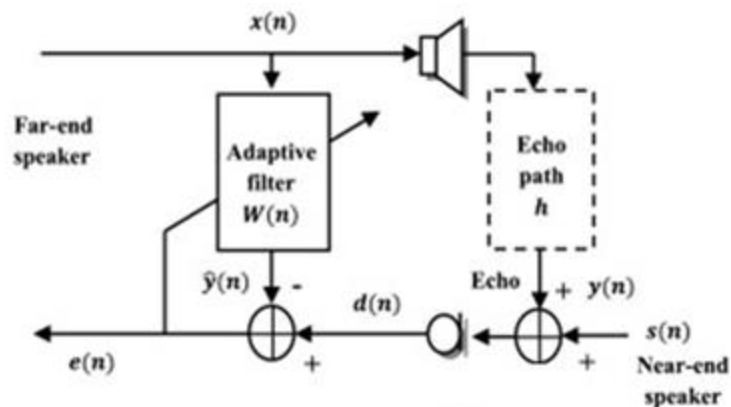 x(n)
Far-end
speaker
Adaptive
filter
W(n)
Echo
path
h
ŷ(n)
-
d(n)
Echo
+
y(n)
e(n)
+
+
s(n)
Near-end
speaker